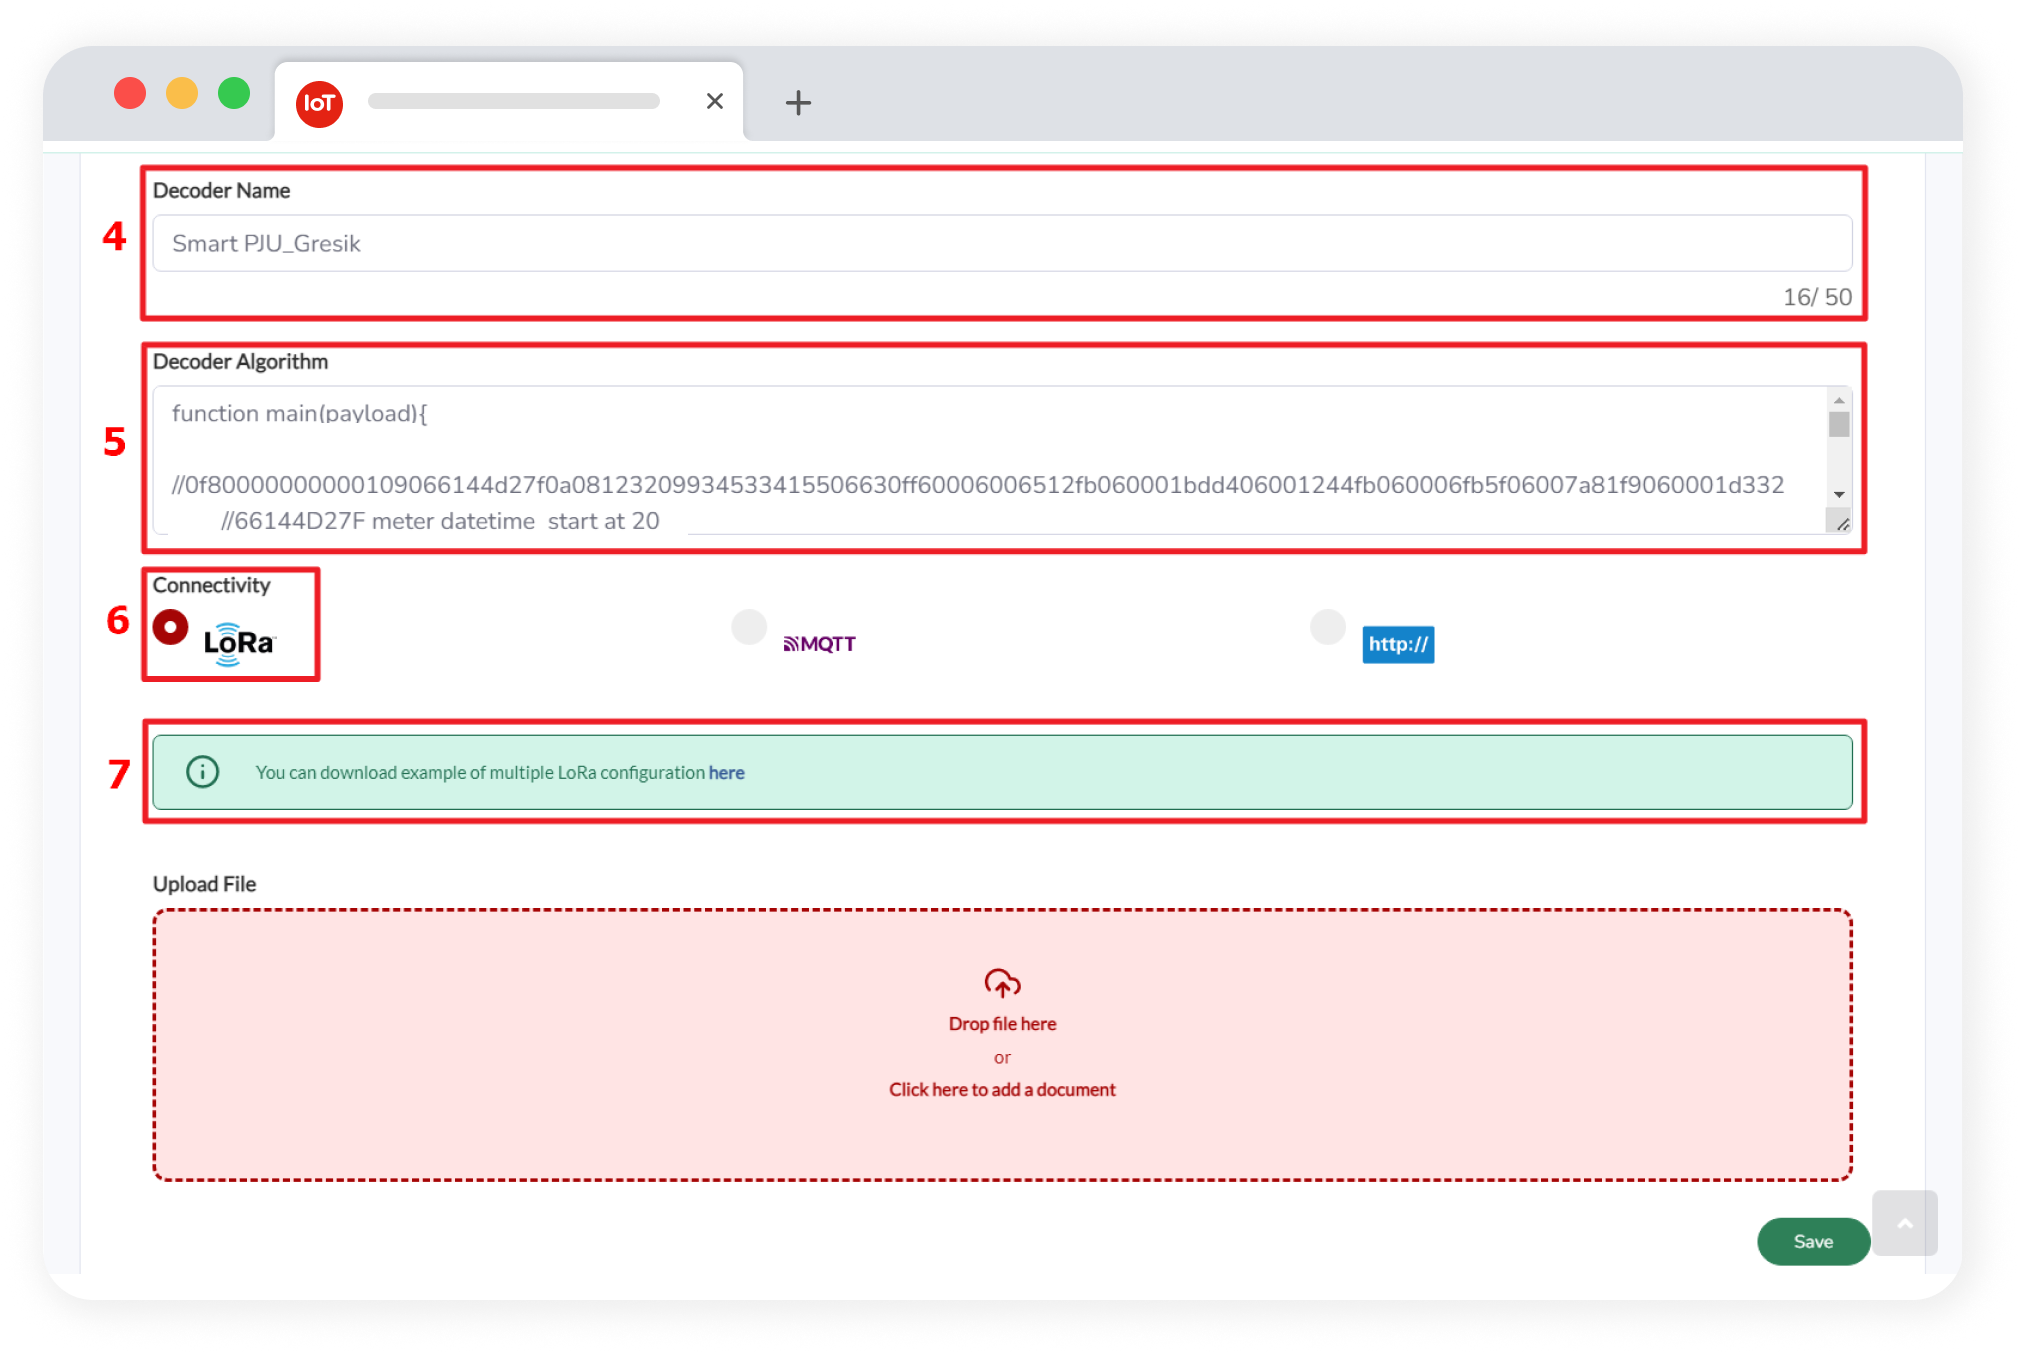 IoT
4
Decoder Name
Smart PJU_Gresik
16/ 50
5
Decoder Algorithm
function main(payload){
//0f80000000000109066144d27f0a081232099345334155066​30ff60006006512fb060001bdd406001244fb060006fb5f06007a81f9060001d332
//66144D27F meter datetime  start at 20
6
Connectivity
LoRa
MQTT
http://
7
You can download example of multiple LoRa configuration here
Upload File
Drop file here
or
Click here to add a document
Save